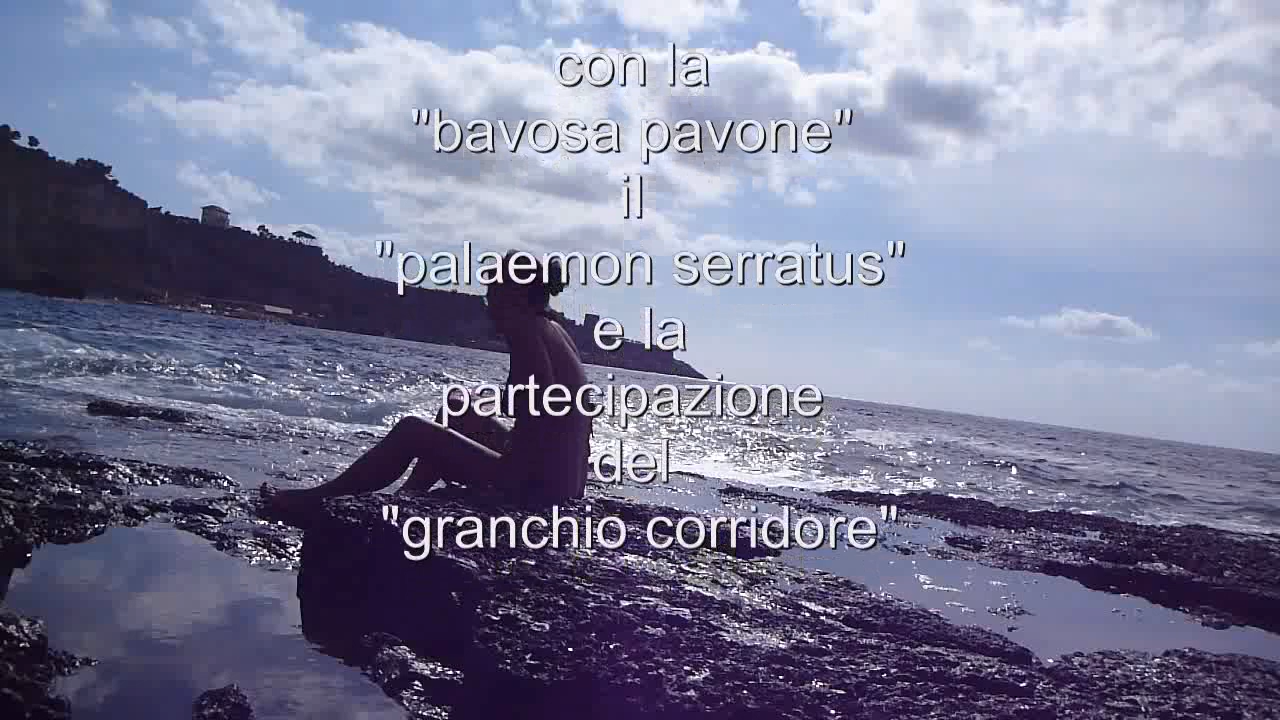 con la
"bavosa pavone"
il
"palaemon serratus"
e la
partecipazione
del
"granchio corridore"